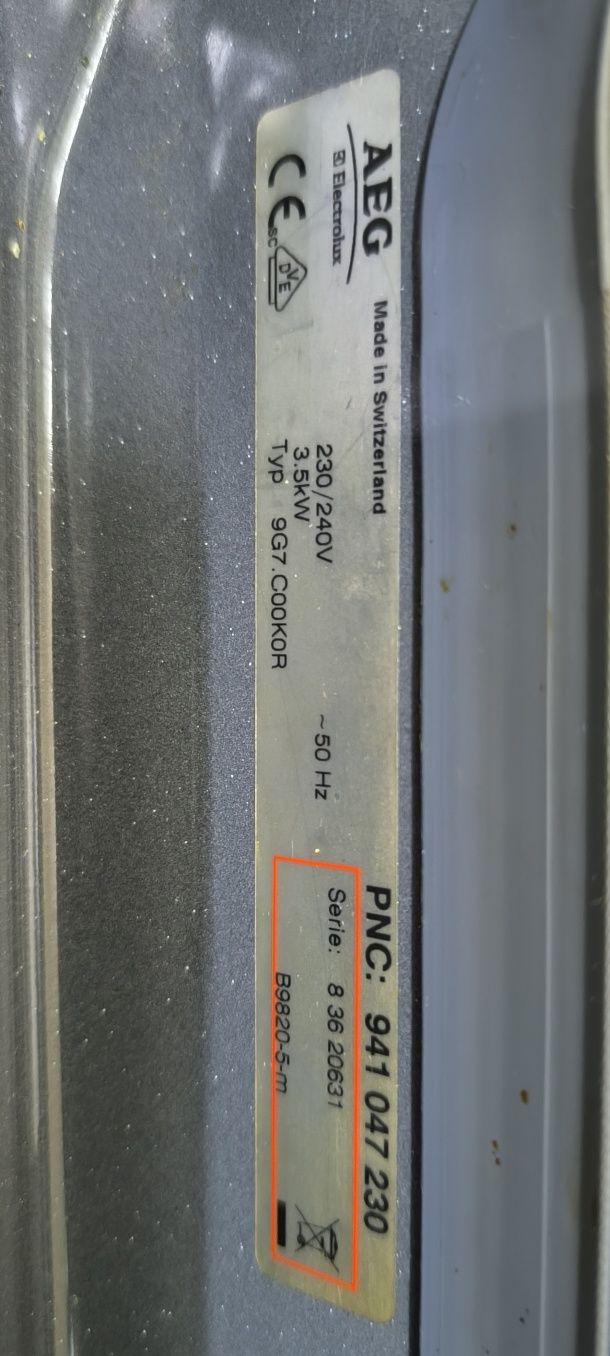 AEG
Electrolux
CE
SC
DVE
Made in Switzerland
230/240V
~50 Hz
3.5kW
Typ 9G7.C00K0R
PNC: 941 047 230
Serie: 8 36 20631
B9820-5-m